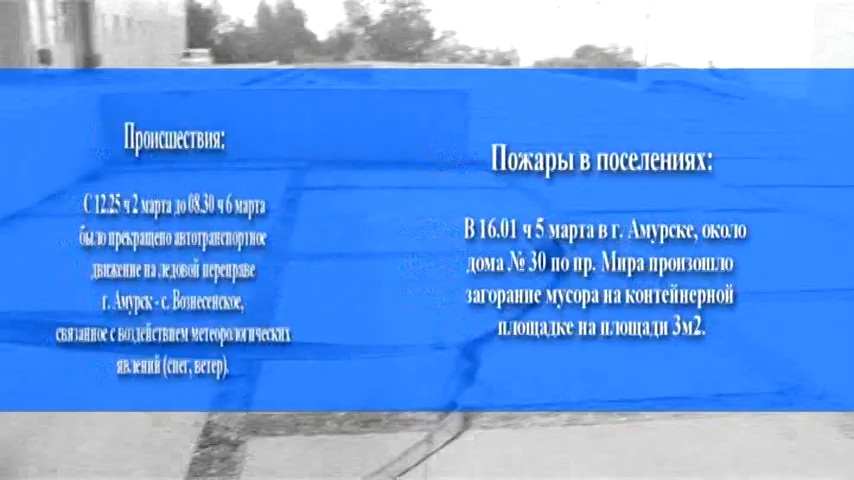 Происшествия:
С 12.25 ч 2 марта до 08.30 ч 6 марта
было прекращено автотранспортное
движение на ледовой переправе
г. Амурск - с. Вознесенское,
связанное с воздействием метеорологических
явлений (снег, ветер).
Пожары в поселениях:
В 16.01 ч 5 марта в г. Амурске, около
дома № 30 по пр. Мира произошло
загорание мусора на контейнерной
площадке на площади 3м2.